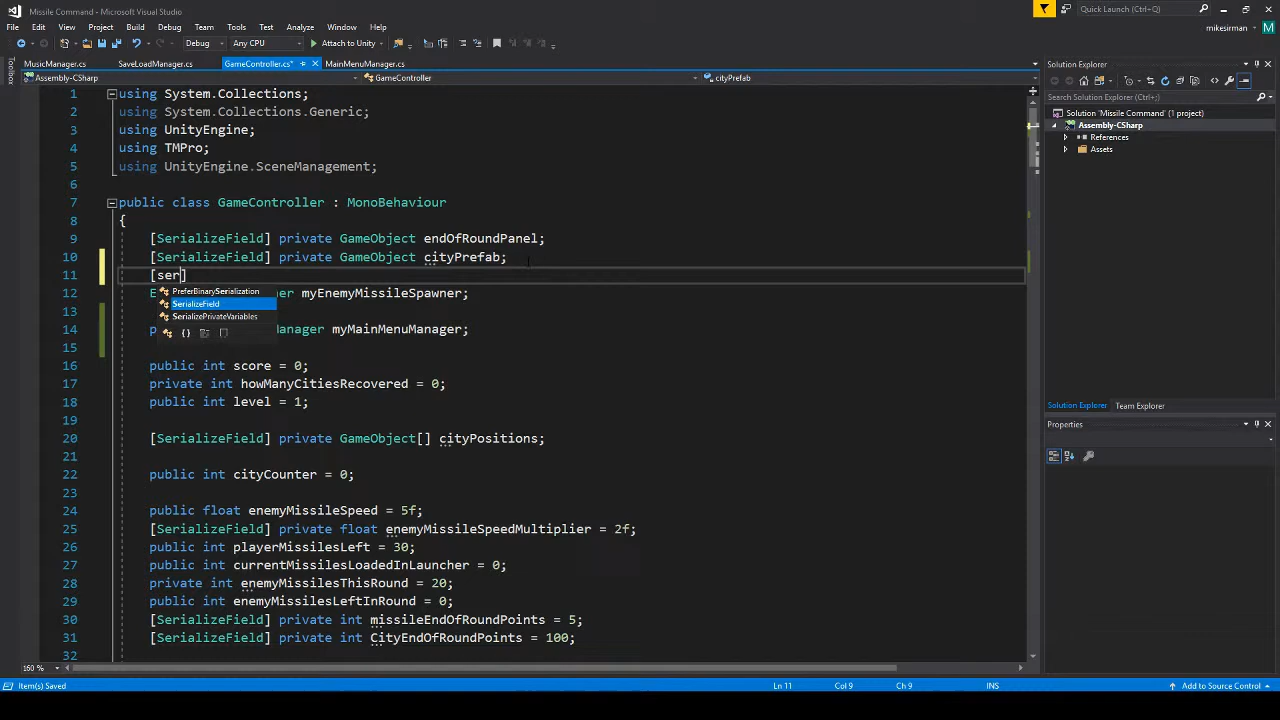 Missile Command - Microsoft Visual Studio
Quick Launch (Ctrl+Q)
File Edit View Project Build Debug Team Tools Test Analyze Window Help
mikesirman
M
Debug Any CPU Attach to Unity
Toolbox
MusicManager.cs SaveLoadManager.cs GameController.cs* MainMenuManager.cs
Assembly-CSharp GameController cityPrefab
1 using System.Collections;
2 using System.Collections.Generic;
3 using UnityEngine;
4 using TMPro;
5 using UnityEngine.SceneManagement;
6
7 public class GameController : MonoBehaviour
8 {
9 [SerializeField] private GameObject endOfRoundPanel;
10 [SerializeField] private GameObject cityPrefab;
11 [ser]
PreferBinarySerialization
12 E ner myEnemyMissileSpawner;
SerializeField
13
SerializePrivateVariables
14 p Manager myMainMenuManager;
15
16 public int score = 0;
17 private int howManyCitiesRecovered = 0;
18 public int level = 1;
19
20 [SerializeField] private GameObject[] cityPositions;
21
22 public int cityCounter = 0;
23
24 public float enemyMissileSpeed = 5f;
25 [SerializeField] private float enemyMissileSpeedMultiplier = 2f;
26 public int playerMissilesLeft = 30;
27 public int currentMissilesLoadedInLauncher = 0;
28 private int enemyMissilesThisRound = 20;
29 public int enemyMissilesLeftInRound = 0;
30 [SerializeField] private int missileEndOfRoundPoints = 5;
31 [SerializeField] private int CityEndOfRoundPoints = 100;
32
160 %
Solution Explorer
Search Solution Explorer (Ctrl+;)
Solution 'Missile Command' (1 project)
Assembly-CSharp
References
Assets
Solution Explorer Team Explorer
Properties
Item(s) Saved Ln 11 Col 9 Ch 9 INS Add to Source Control